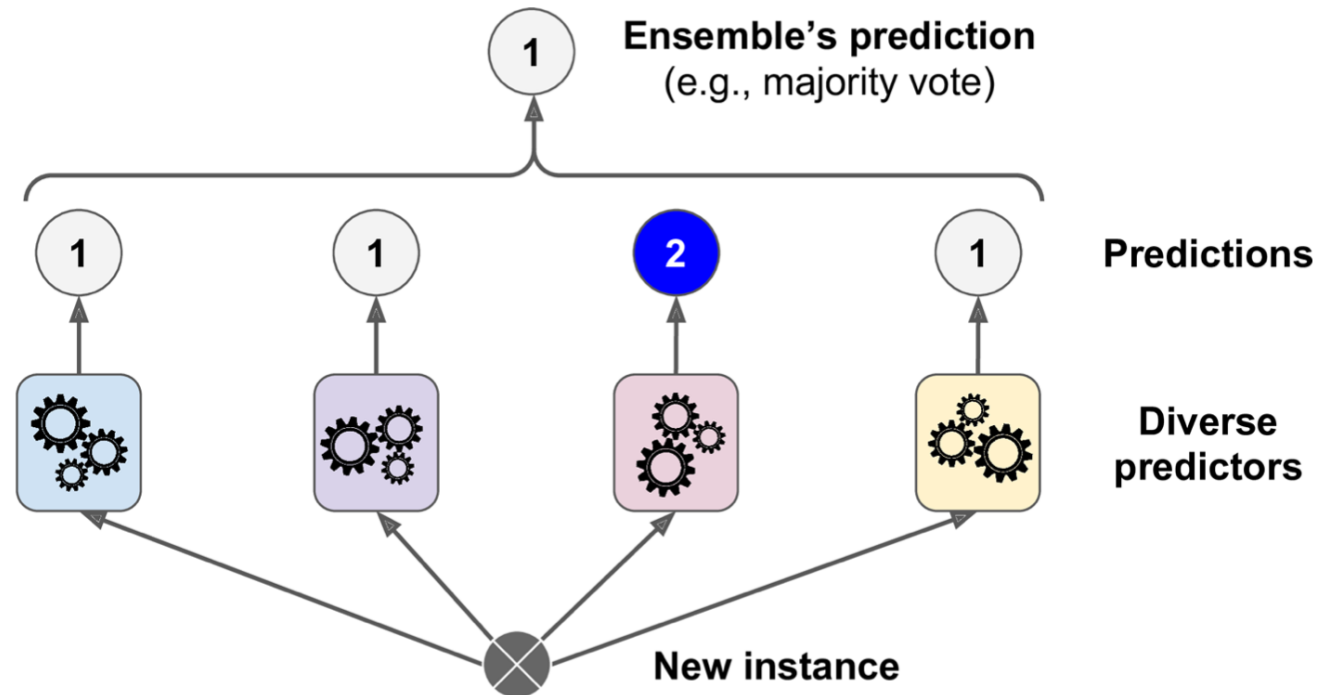 1
Ensemble's prediction
(e.g., majority vote)
1 1 2 1 Predictions
Diverse
predictors
New instance